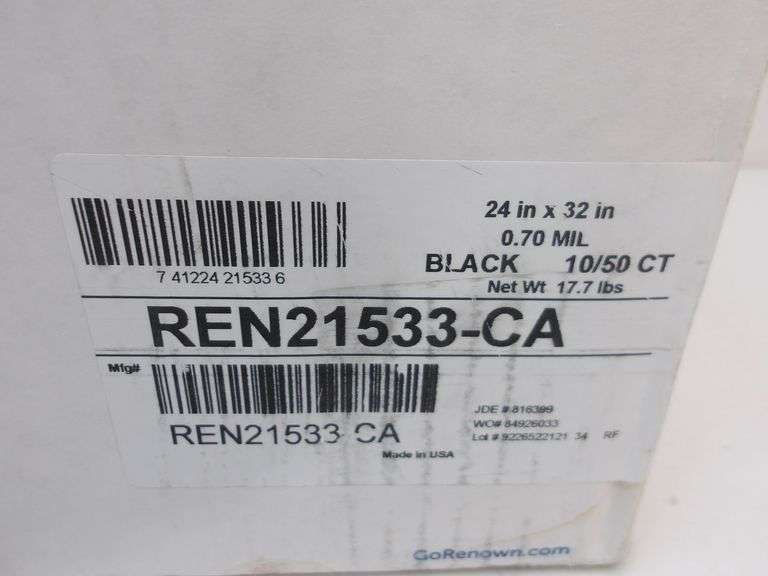 24 in x 32 in
0.70 MIL
BLACK 10/50 CT
Net Wt 17.7 lbs
7 41224 21533 6
REN21533-CA
Mfg#
REN21533-CA
JDE # 816399
WO# 84926033
Lot # 9226522121 34 RF
Made in USA
GoRenown.com